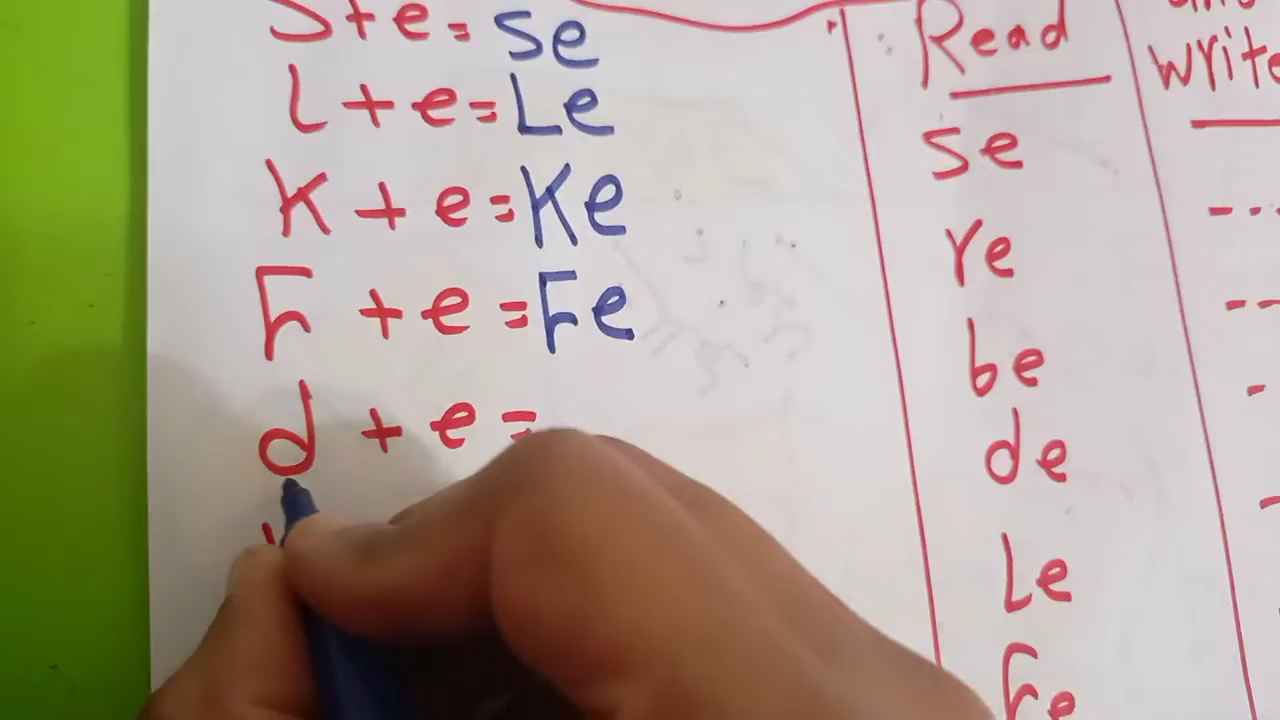 S+e= se
L+e= Le
K+e= Ke
F+e= Fe
d+e=
Read
se
re
be
de
Le
Fe
write